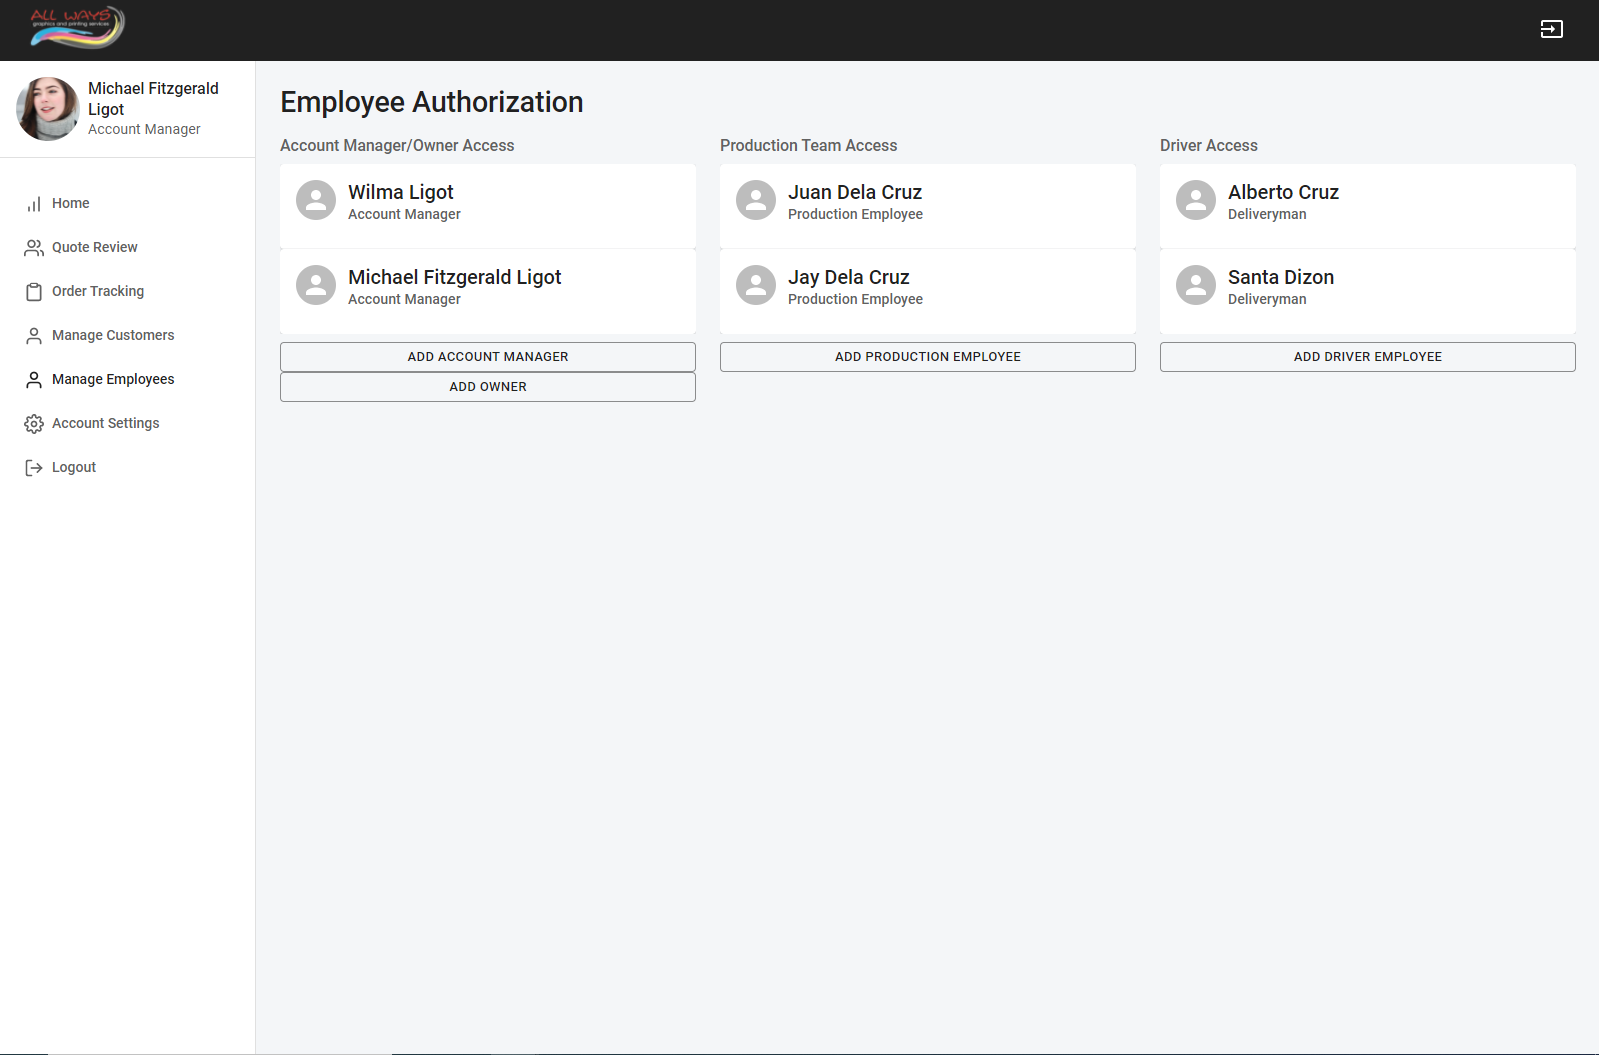 ALL WAYS
graphics and printing services
Michael Fitzgerald
Ligot
Account Manager
Home
Quote Review
Order Tracking
Manage Customers
Manage Employees
Account Settings
Logout
Employee Authorization
Account Manager/Owner Access
Wilma Ligot
Account Manager
Michael Fitzgerald Ligot
Account Manager
ADD ACCOUNT MANAGER
ADD OWNER
Production Team Access
Juan Dela Cruz
Production Employee
Jay Dela Cruz
Production Employee
ADD PRODUCTION EMPLOYEE
Driver Access
Alberto Cruz
Deliveryman
Santa Dizon
Deliveryman
ADD DRIVER EMPLOYEE